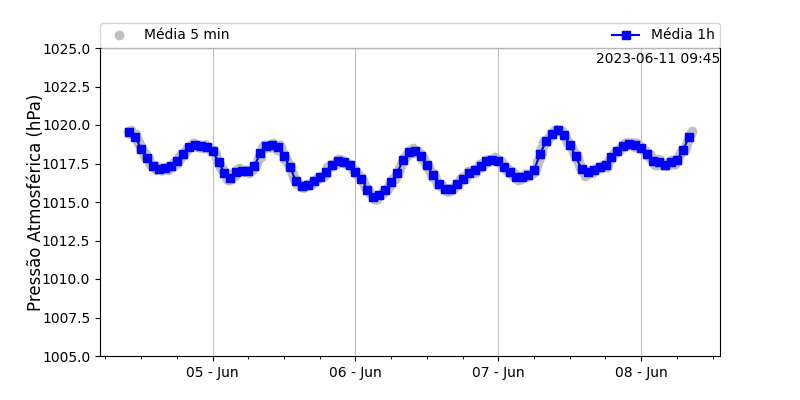 Média 5 min
Média 1h
2023-06-11 09:45
Pressão Atmosférica (hPa)
1025.0
1022.5
1020.0
1017.5
1015.0
1012.5
1010.0
1007.5
1005.0
05 - Jun
06 - Jun
07 - Jun
08 - Jun